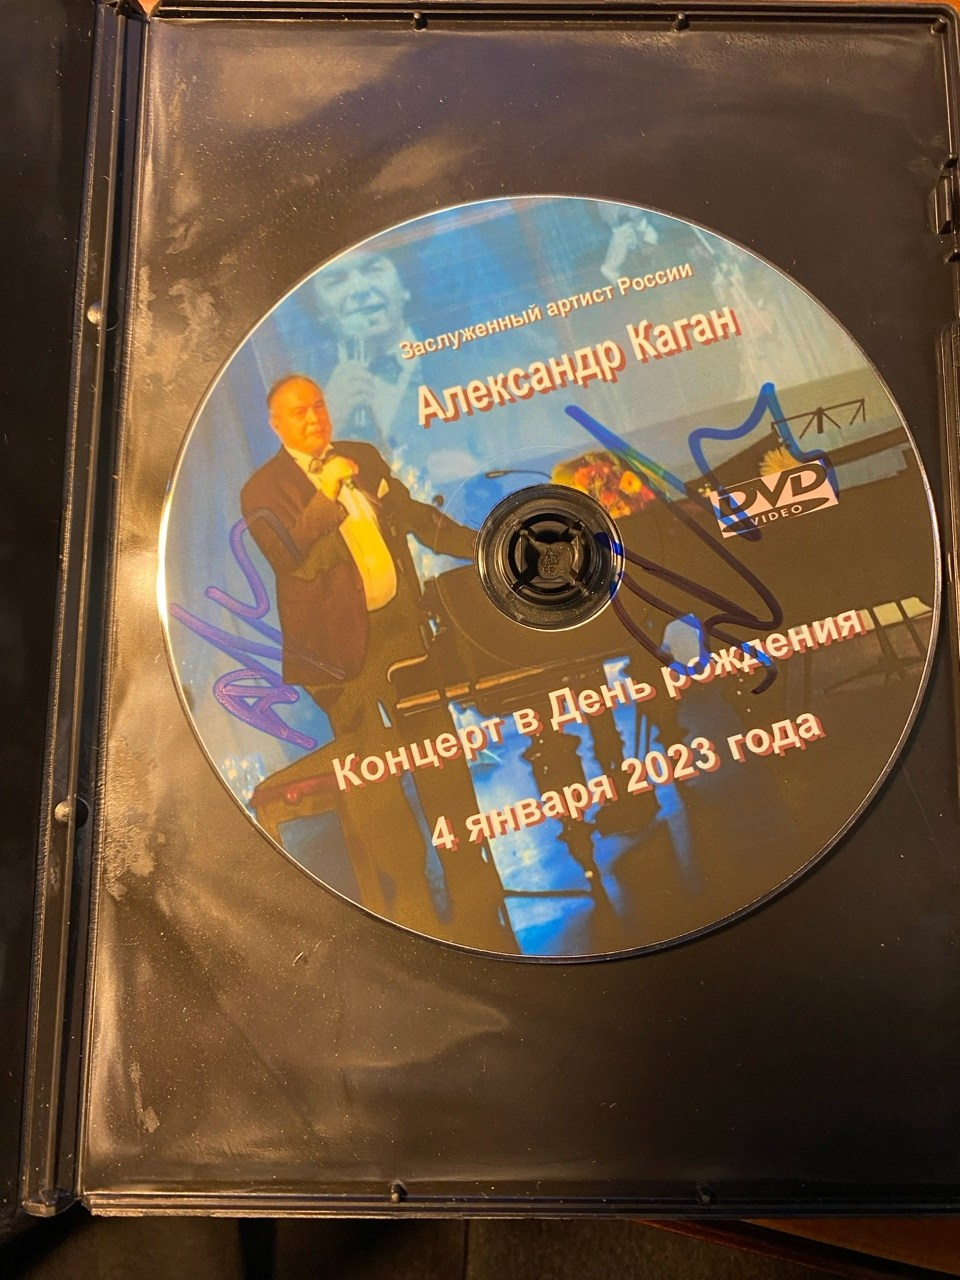 Заслуженный артист России
Александр Каган
DVD
VIDEO
Концерт в День рождения
4 января 2023 года